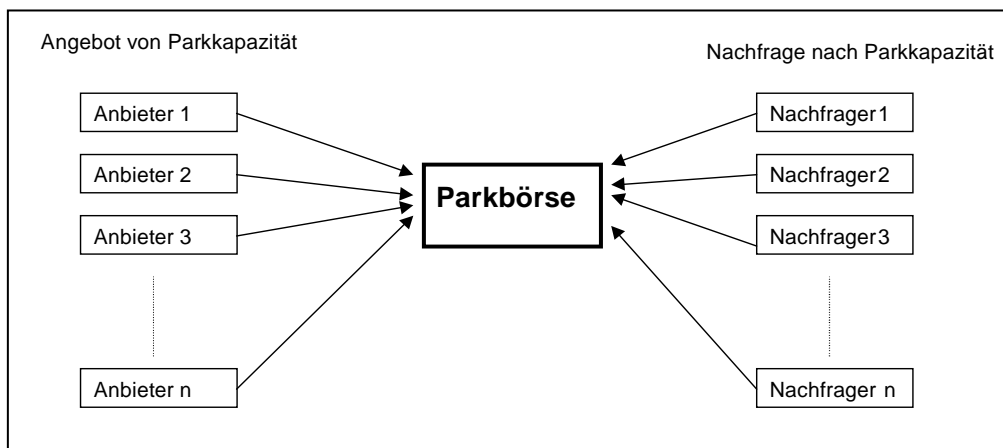 Angebot von Parkkapazität
Nachfrage nach Parkkapazität
Anbieter 1
Nachfrager1
Anbieter 2
Parkbörse
Nachfrager2
Anbieter 3
Nachfrager3
Anbieter n
Nachfrager n